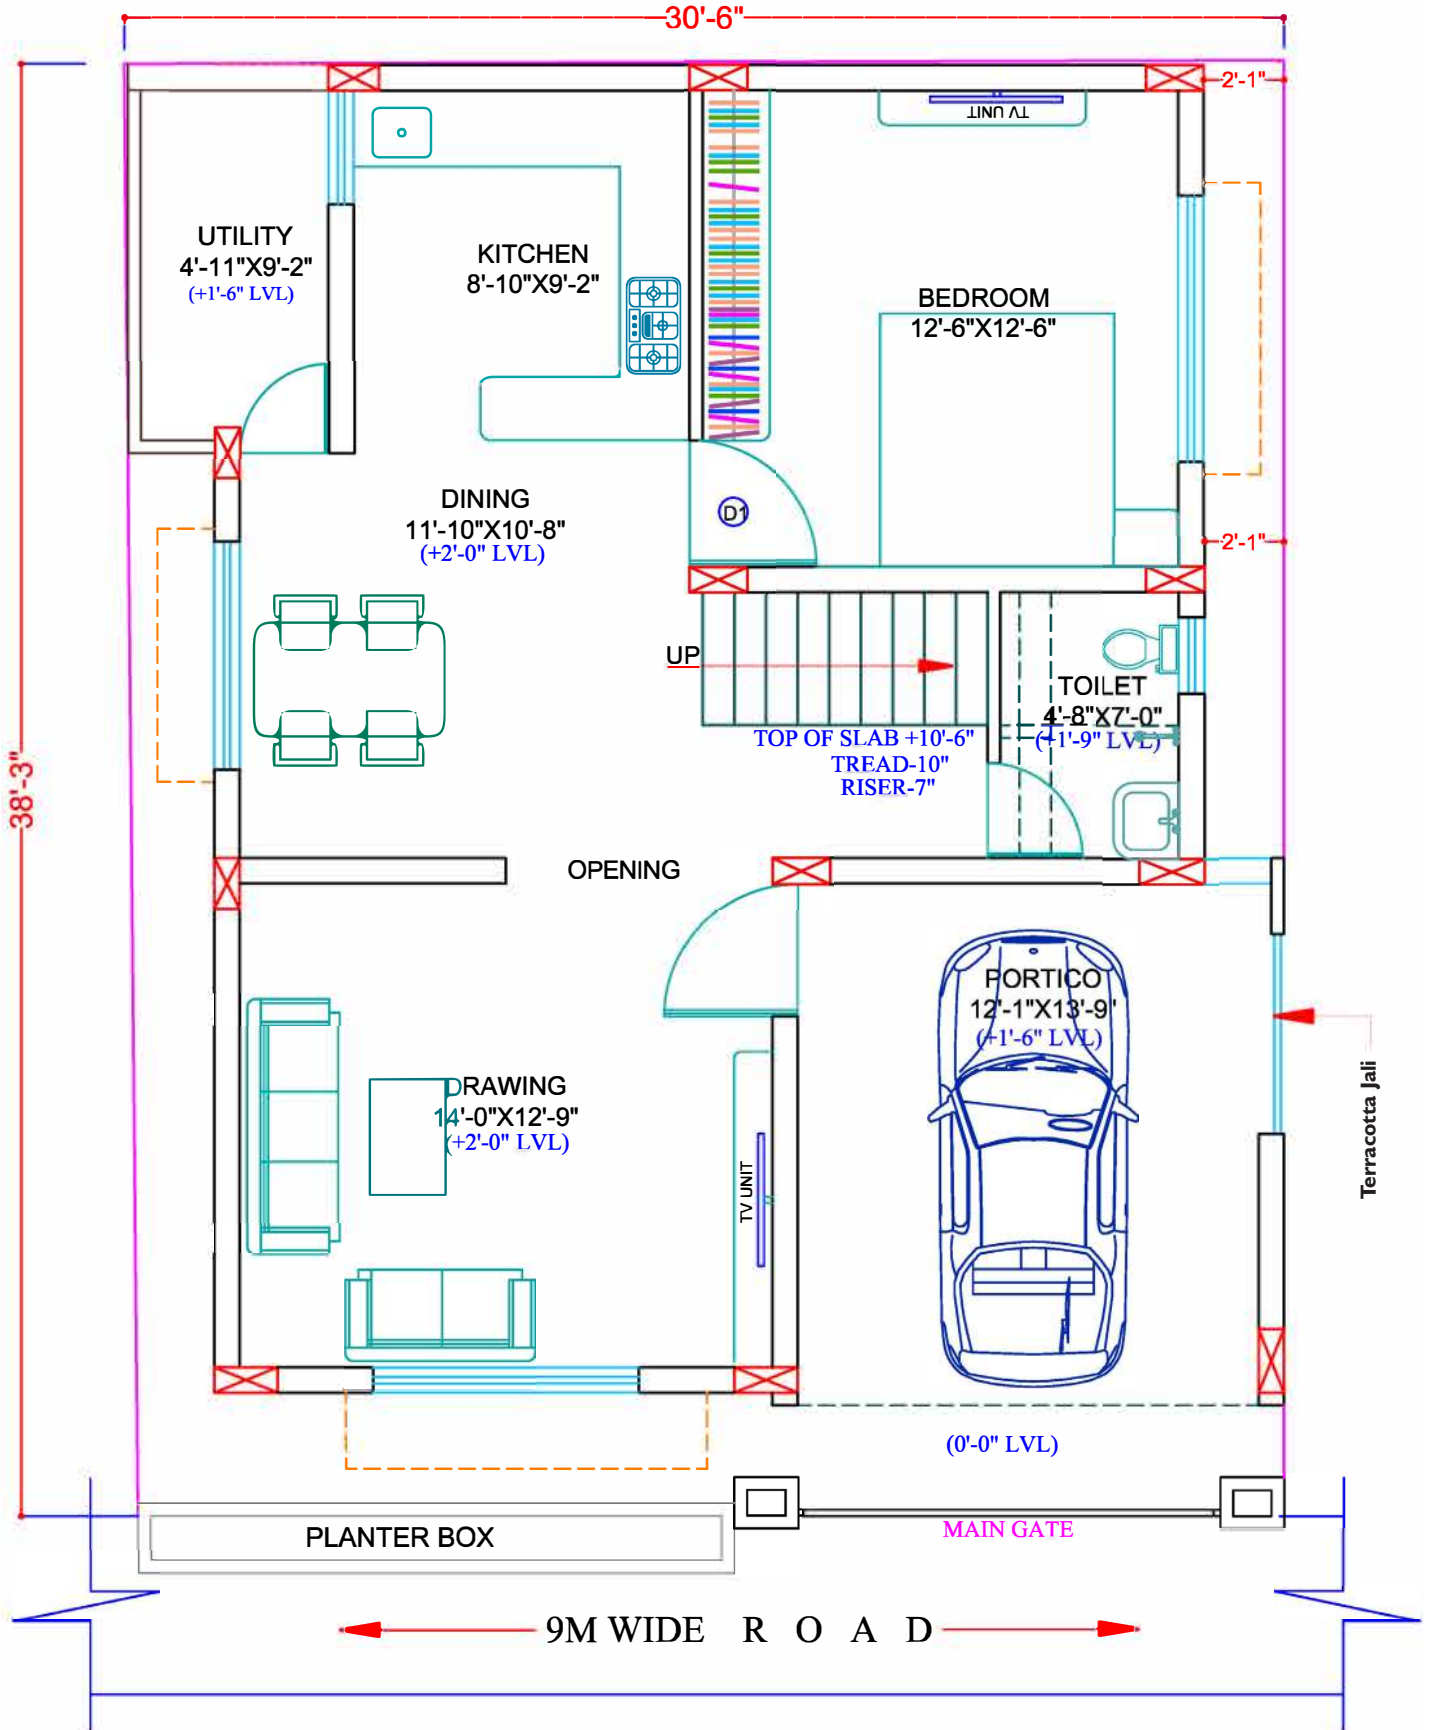 30'-6"
2'-1"
TV UNIT
UTILITY
4'-11"X9'-2"
(+1'-6" LVL)
KITCHEN
8'-10"X9'-2"
BEDROOM
12'-6"X12'-6"
DINING
11'-10"X10'-8"
(+2'-0" LVL)
D1
2'-1"
UP
TOILET
4'-8"X7'-0"
(+1'-9" LVL)
TOP OF SLAB +10'-6"
TREAD-10"
RISER-7"
38'-3"
OPENING
PORTICO
12'-1"X13'-9'
(+1'-6" LVL)
Terracotta Jali
DRAWING
14'-0"X12'-9"
(+2'-0" LVL)
TV UNIT
(0'-0" LVL)
MAIN GATE
PLANTER BOX
9M WIDE R O A D